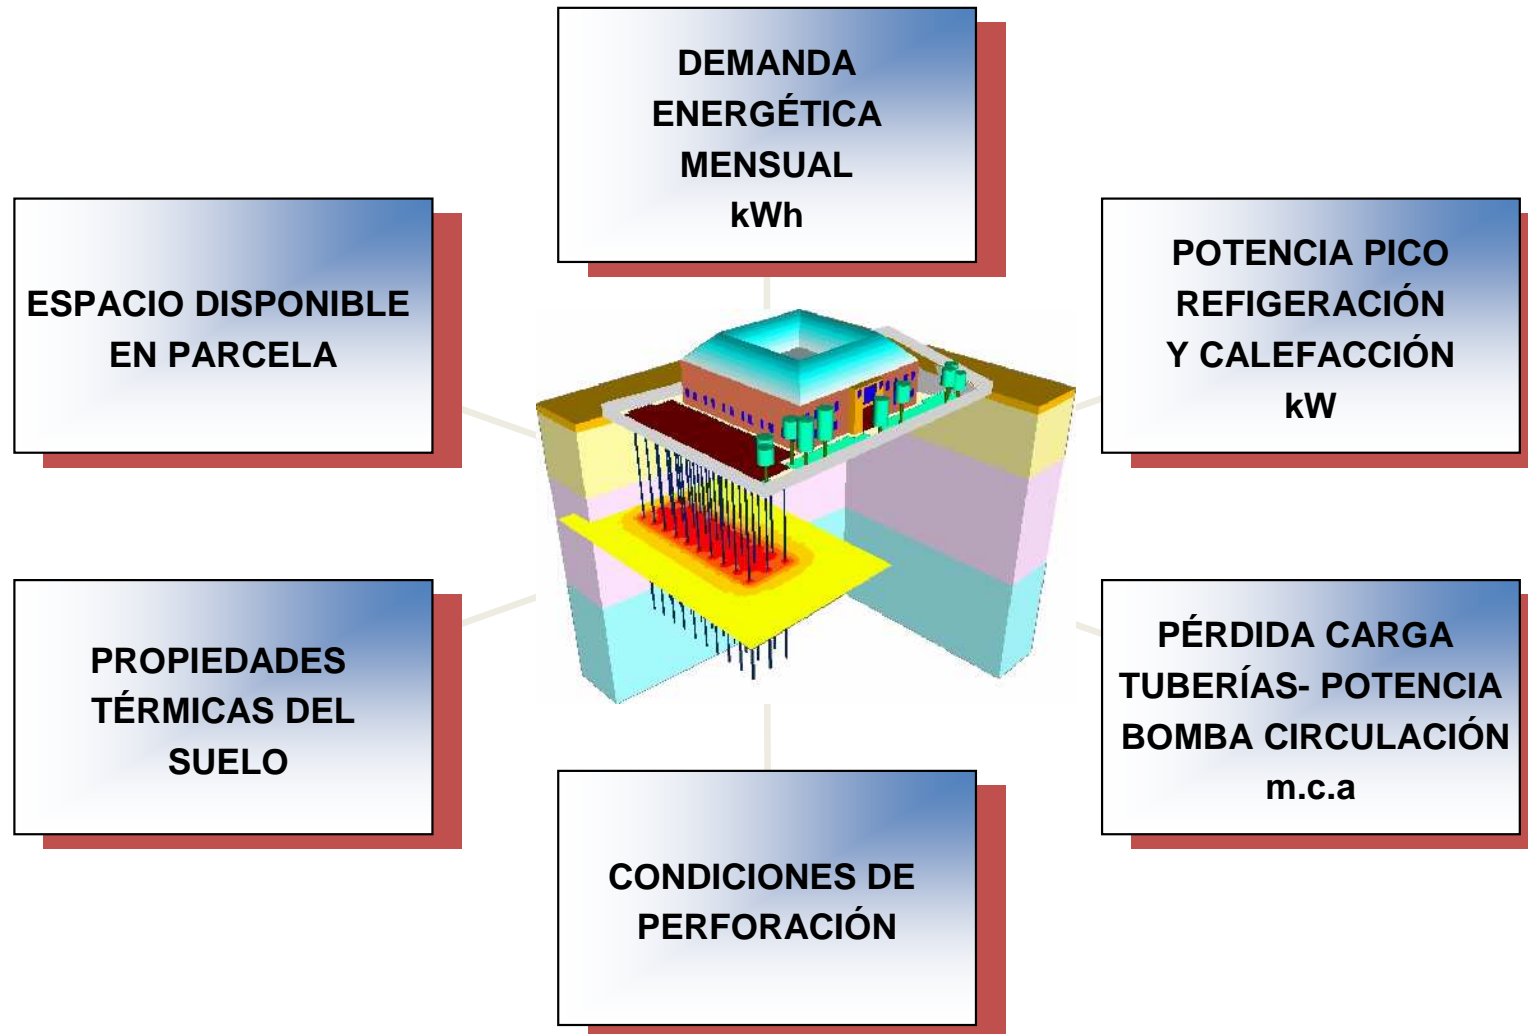 DEMANDA
ENERGÉTICA
MENSUAL
kWh
POTENCIA PICO
REFIGERACIÓN
Y CALEFACCIÓN
kW
PÉRDIDA CARGA
TUBERÍAS- POTENCIA
BOMBA CIRCULACIÓN
m.c.a
CONDICIONES DE
PERFORACIÓN
PROPIEDADES
TÉRMICAS DEL
SUELO
ESPACIO DISPONIBLE
EN PARCELA